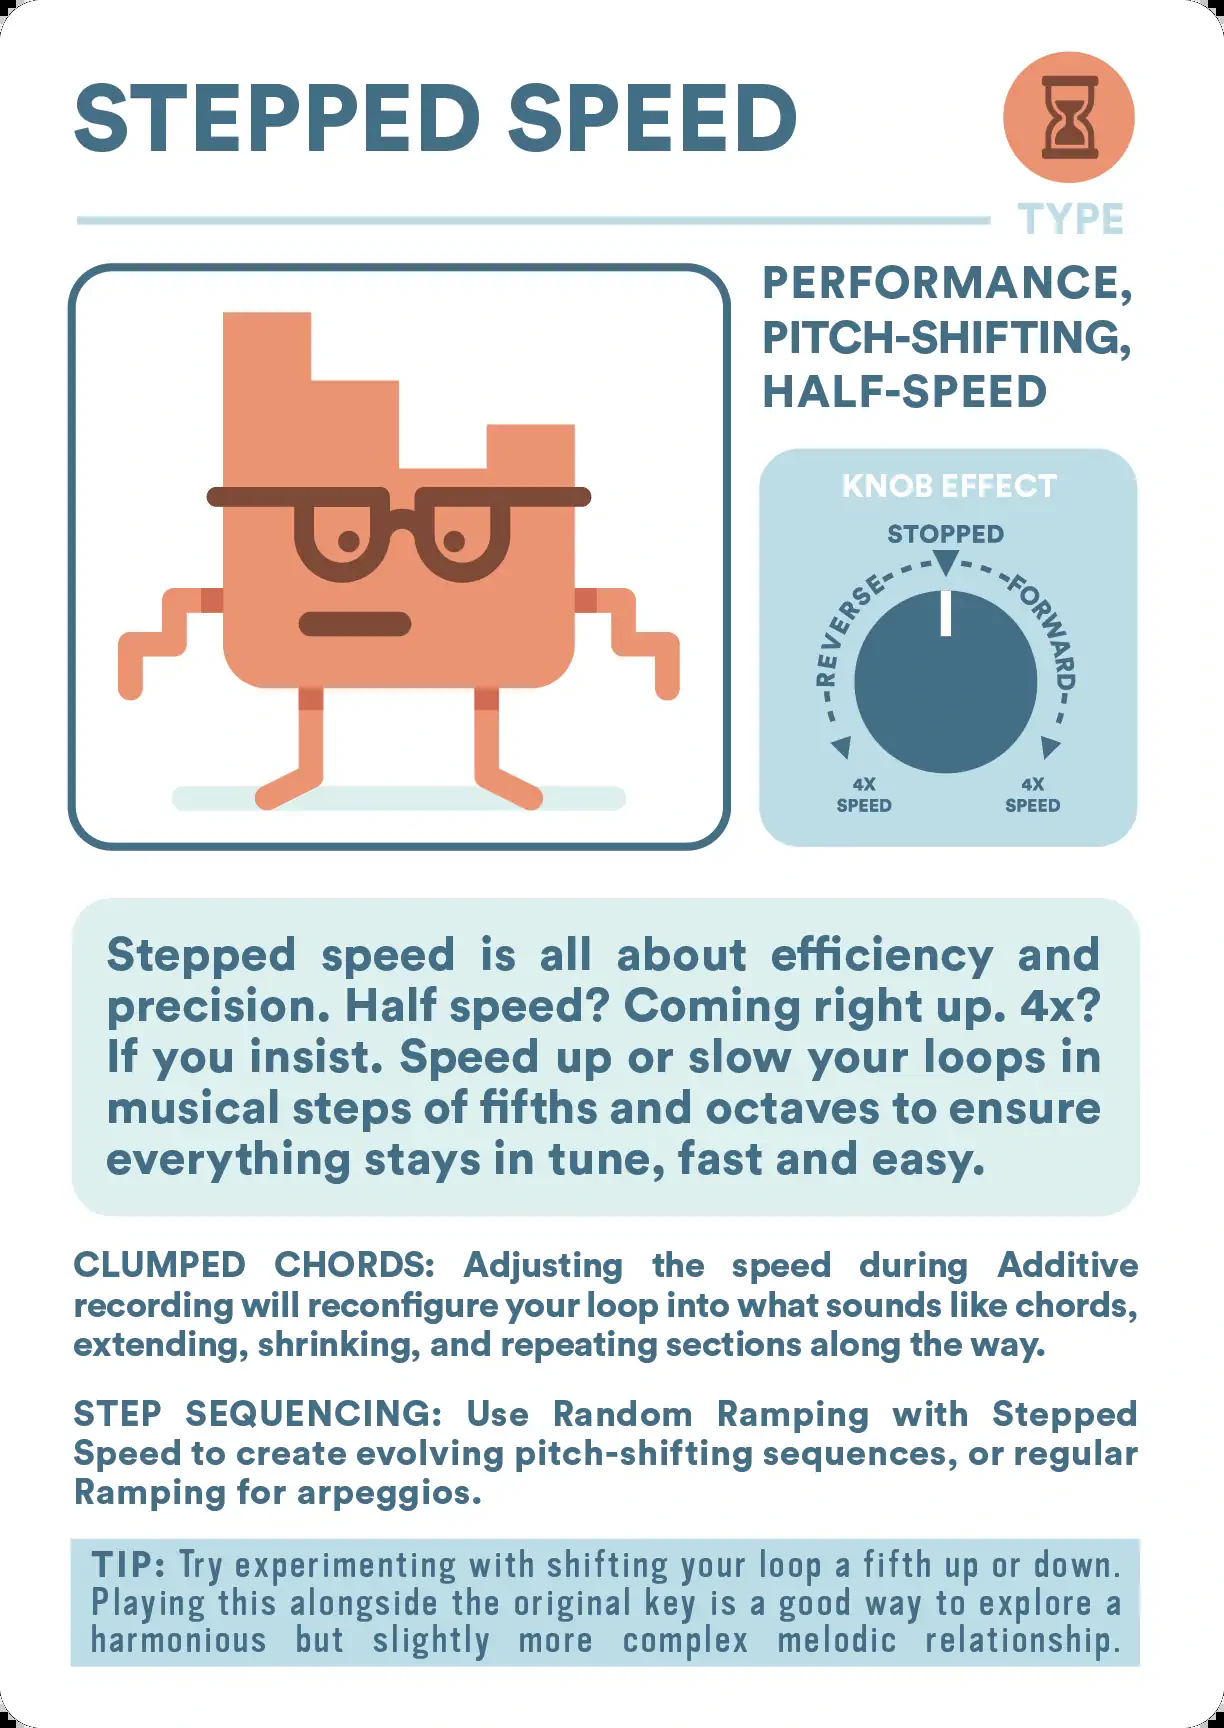 STEPPED SPEED
TYPE
PERFORMANCE,
PITCH-SHIFTING,
HALF-SPEED
KNOB EFFECT
STOPPED
REVERSE
FORWARD
4X
SPEED
4X
SPEED
Stepped speed is all about efficiency and
precision. Half speed? Coming right up. 4x?
If you insist. Speed up or slow your loops in
musical steps of fifths and octaves to ensure
everything stays in tune, fast and easy.
CLUMPED CHORDS: Adjusting the speed during Additive
recording will reconfigure your loop into what sounds like chords,
extending, shrinking, and repeating sections along the way.
STEP SEQUENCING: Use Random Ramping with Stepped
Speed to create evolving pitch-shifting sequences, or regular
Ramping for arpeggios.
TIP: Try experimenting with shifting your loop a fifth up or down.
Playing this alongside the original key is a good way to explore a
harmonious but slightly more complex melodic relationship.